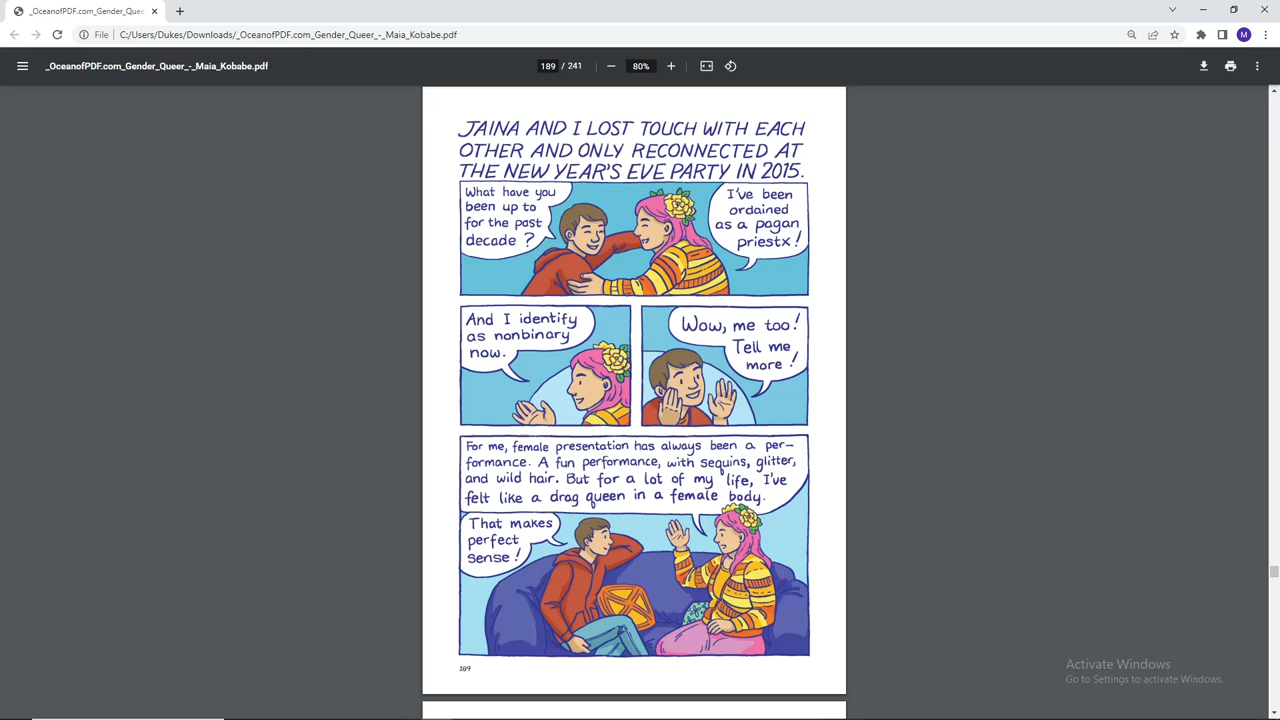 _OceanofPDF.com_Gender_Quee
File
C:/Users/Dukes/Downloads/_OceanofPDF.com_Gender_Queer_-_Maia_Kobabe.pdf
M
_OceanofPDF.com_Gender_Queer_-_Maia_Kobabe.pdf
189 / 241
80%
JAINA AND I LOST TOUCH WITH EACH
OTHER AND ONLY RECONNECTED AT
THE NEW YEAR'S EVE PARTY IN 2015.
What have you
been up to
for the past
decade ?
I've been
ordained
as a pagan
priestx !
And I identify
as nonbinary
now.
Wow, me too!
Tell me
more !
For me, female presentation has always been a per-
formance. A fun performance, with sequins, glitter,
and wild hair. But for a lot of my life, I've
felt like a drag queen in a female body.
That makes
perfect
sense !
189
Activate Windows
Go to Settings to activate Windows.